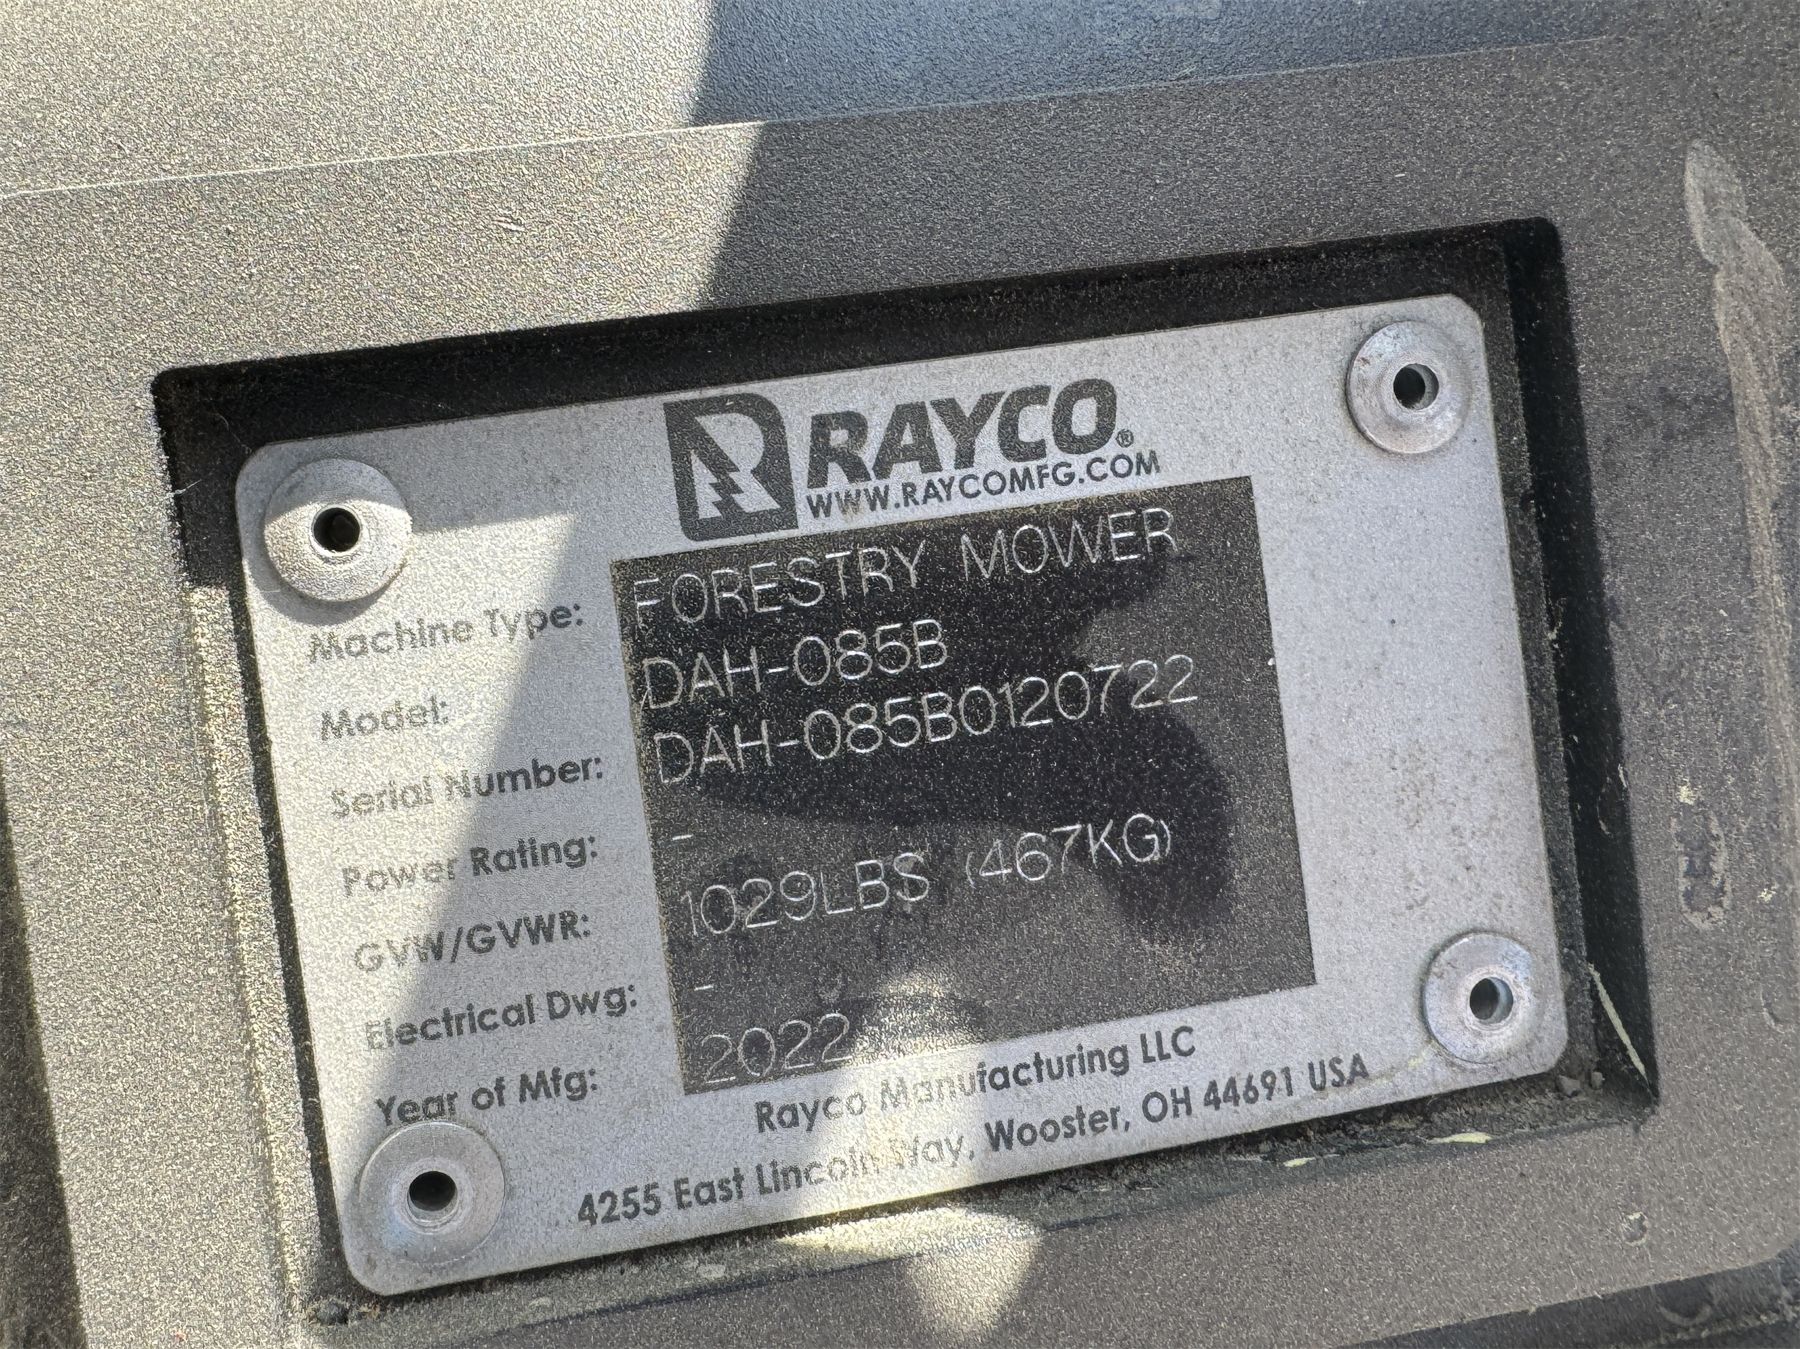 RAYCO®
WWW.RAYCOMFG.COM
Machine Type: FORESTRY MOWER
Model: DAH-085B
Serial Number: DAH-085B0120722
Power Rating: -
GVW/GVWR: 1029LBS (467KG)
Electrical Dwg: -
Year of Mfg: 2022
Rayco Manufacturing LLC
4255 East Lincoln Way, Wooster, OH 44691 USA